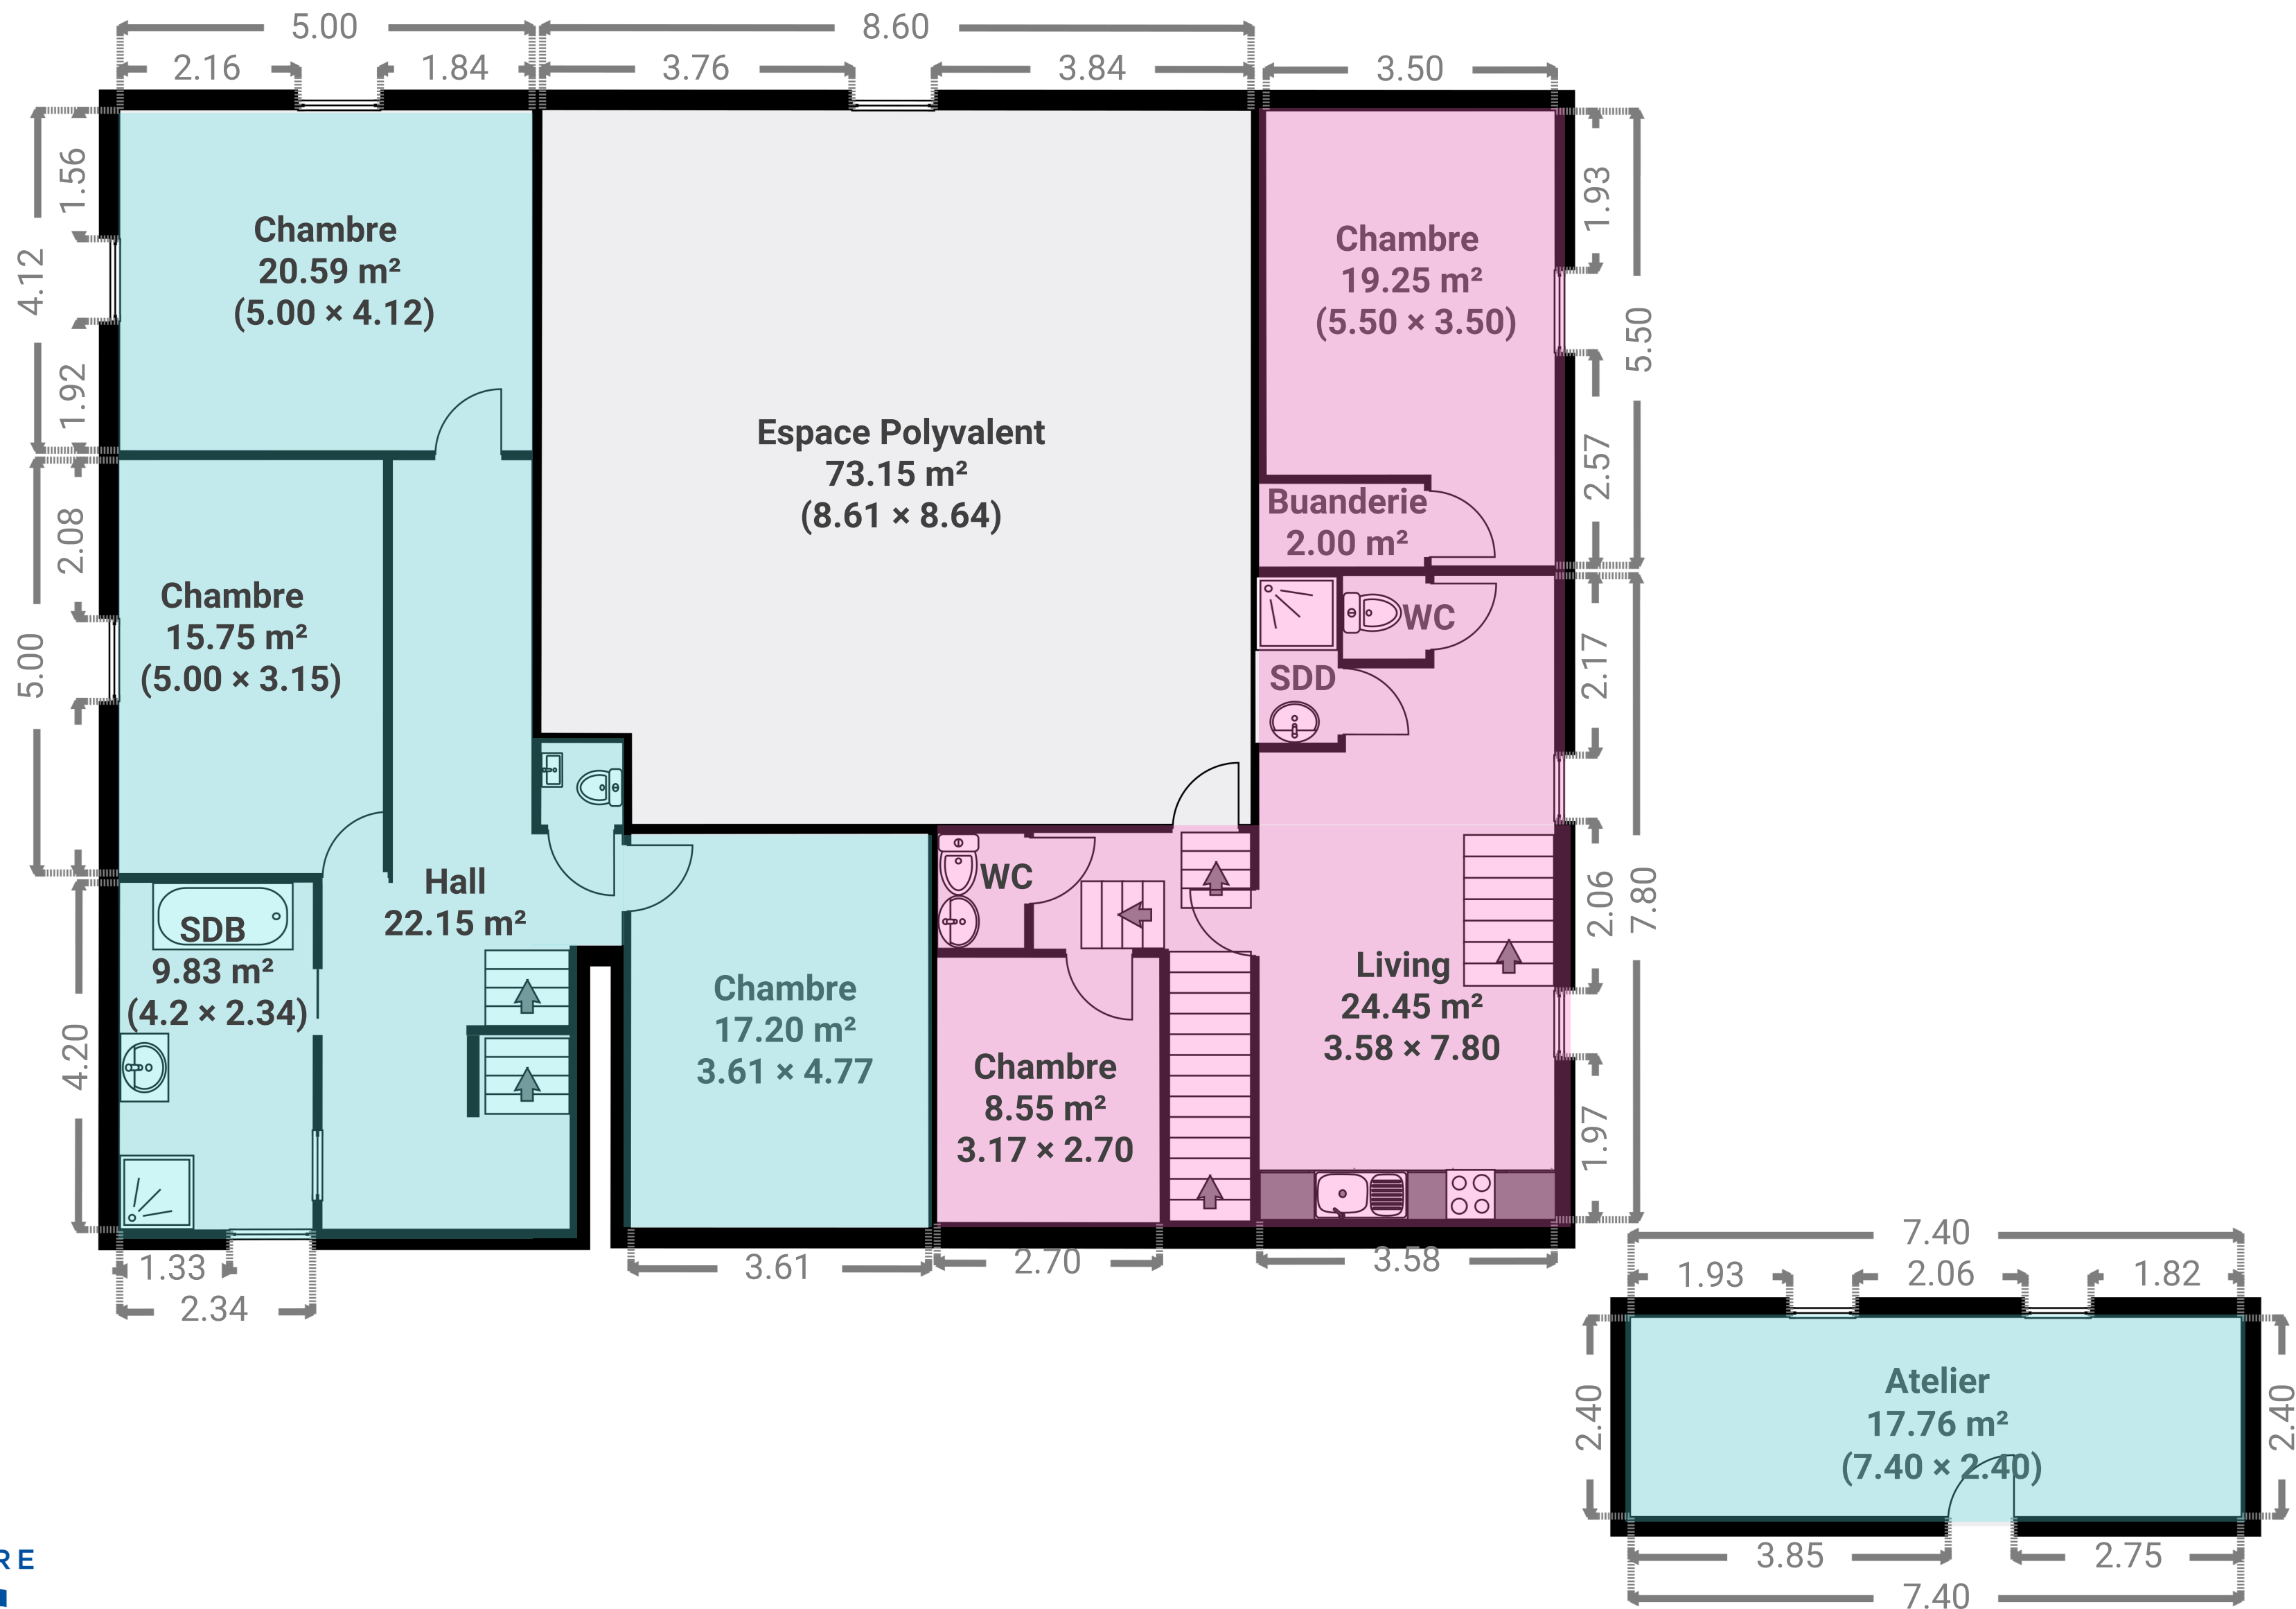 5.00
8.60
2.16
1.84
3.76
3.84
3.50
1.56
4.12
1.92
Chambre
20.59 m²
(5.00 × 4.12)
Chambre
19.25 m²
(5.50 × 3.50)
1.93
5.50
2.57
Espace Polyvalent
73.15 m²
(8.61 × 8.64)
Buanderie
2.00 m²
2.08
5.00
Chambre
15.75 m²
(5.00 × 3.15)
WC
SDD
2.17
Hall
22.15 m²
WC
2.06
7.80
SDB
9.83 m²
(4.2 × 2.34)
4.20
Chambre
17.20 m²
3.61 × 4.77
Chambre
8.55 m²
3.17 × 2.70
Living
24.45 m²
3.58 × 7.80
1.97
1.33
2.34
3.61
2.70
3.58
7.40
1.93
2.06
1.82
2.40
Atelier
17.76 m²
(7.40 × 2.40)
2.40
3.85
2.75
7.40
RE